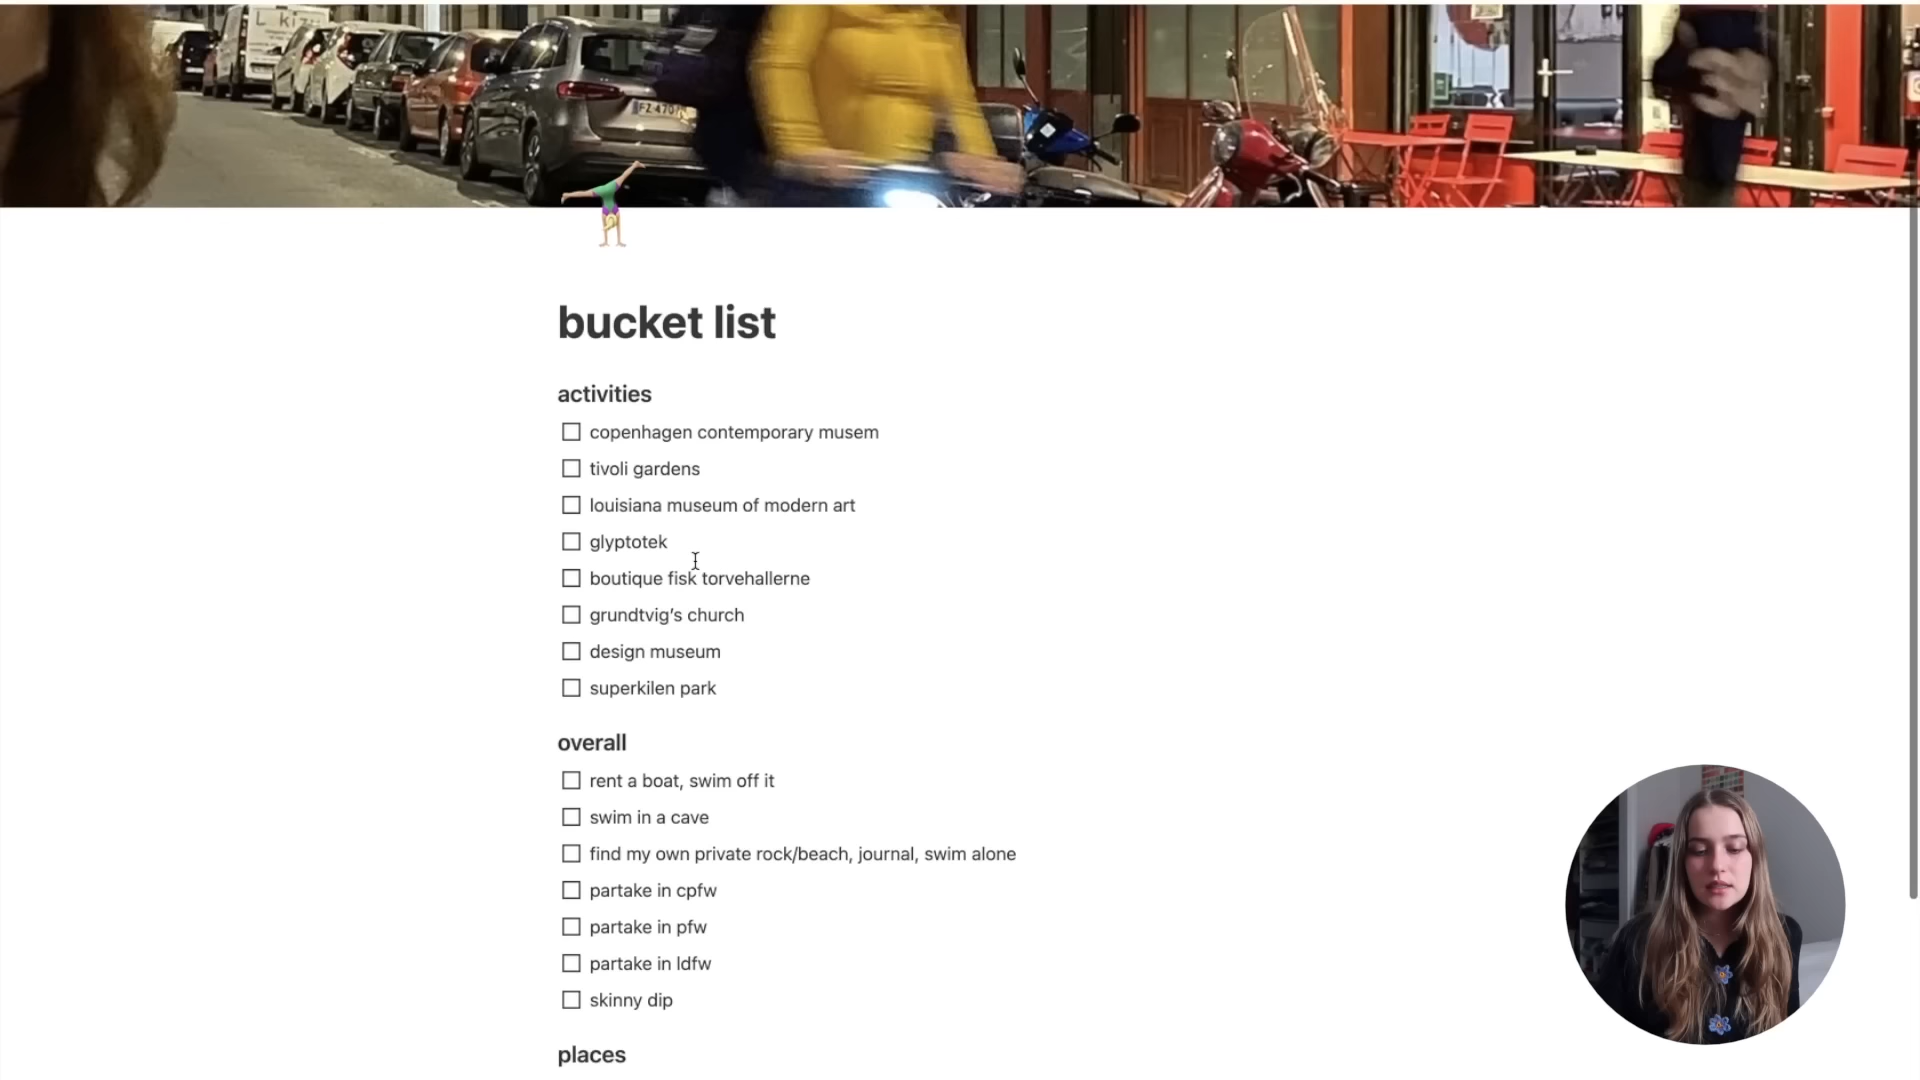 bucket list
activities
copenhagen contemporary musem
tivoli gardens
louisiana museum of modern art
glyptotek
boutique fisk torvehallerne
grundtvig’s church
design museum
superkilen park
overall
rent a boat, swim off it
swim in a cave
find my own private rock/beach, journal, swim alone
partake in cpfw
partake in pfw
partake in ldfw
skinny dip
places